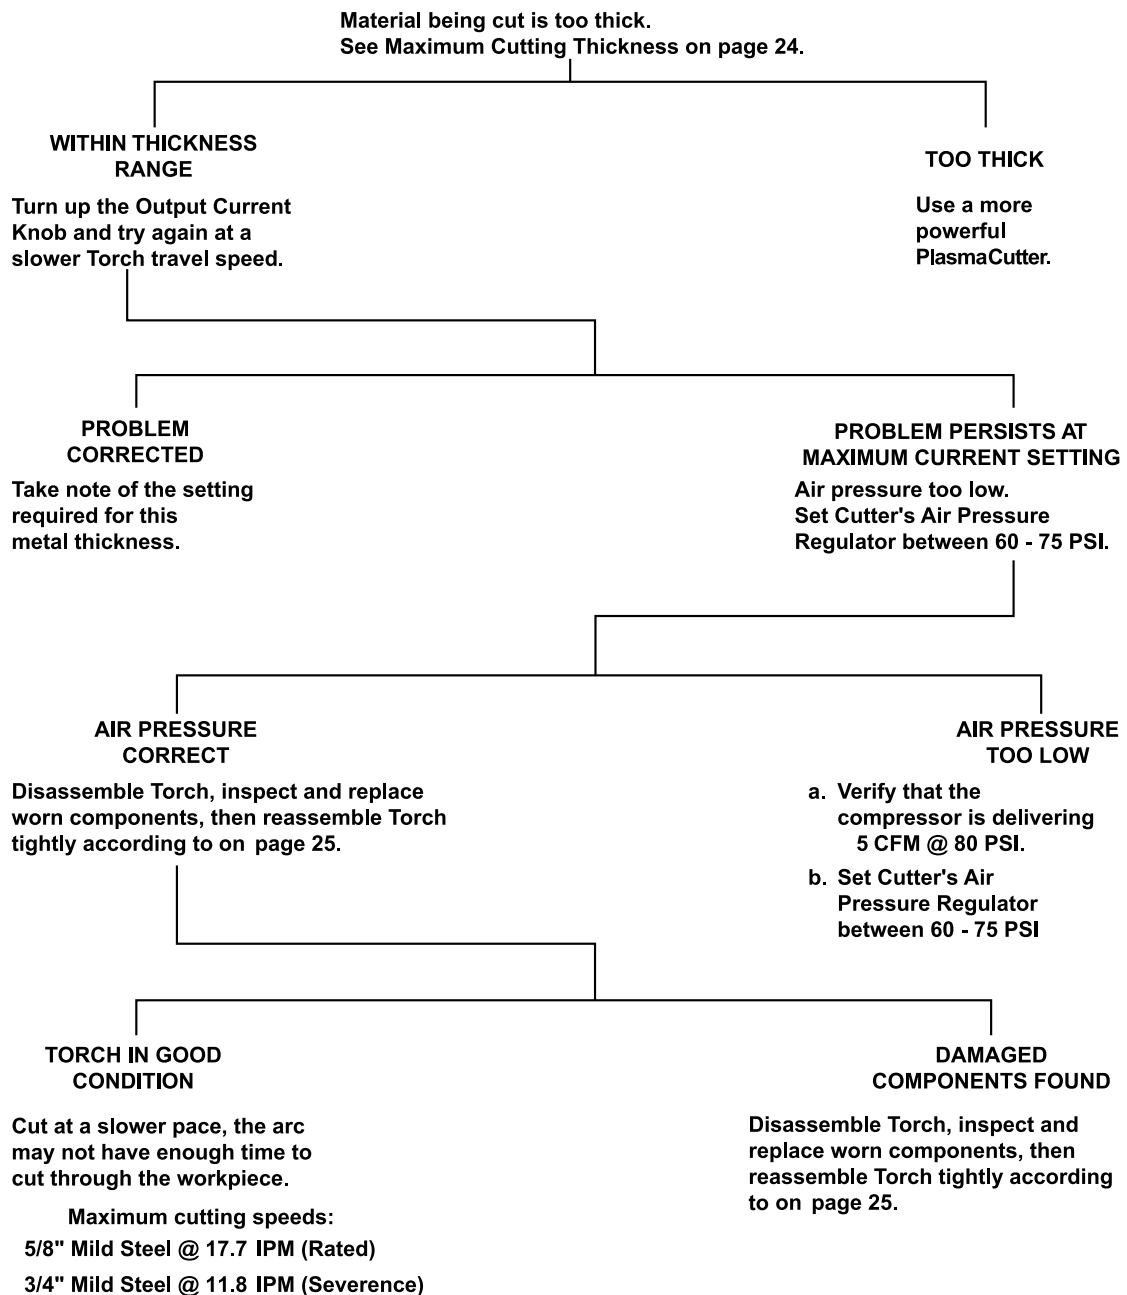 Material being cut is too thick.
See Maximum Cutting Thickness on page 24.
WITHIN THICKNESS
RANGE
Turn up the Output Current
Knob and try again at a
slower Torch travel speed.
TOO THICK
Use a more
powerful
PlasmaCutter.
PROBLEM
CORRECTED
Take note of the setting
required for this
metal thickness.
PROBLEM PERSISTS AT
MAXIMUM CURRENT SETTING
Air pressure too low.
Set Cutter's Air Pressure
Regulator between 60 - 75 PSI.
AIR PRESSURE
CORRECT
Disassemble Torch, inspect and replace
worn components, then reassemble Torch
tightly according to on page 25.
AIR PRESSURE
TOO LOW
a. Verify that the
compressor is delivering
5 CFM @ 80 PSI.
b. Set Cutter's Air
Pressure Regulator
between 60 - 75 PSI
TORCH IN GOOD
CONDITION
Cut at a slower pace, the arc
may not have enough time to
cut through the workpiece.
Maximum cutting speeds:
5/8" Mild Steel @ 17.7 IPM (Rated)
3/4" Mild Steel @ 11.8 IPM (Severence)
DAMAGED
COMPONENTS FOUND
Disassemble Torch, inspect and
replace worn components, then
reassemble Torch tightly according
to on page 25.